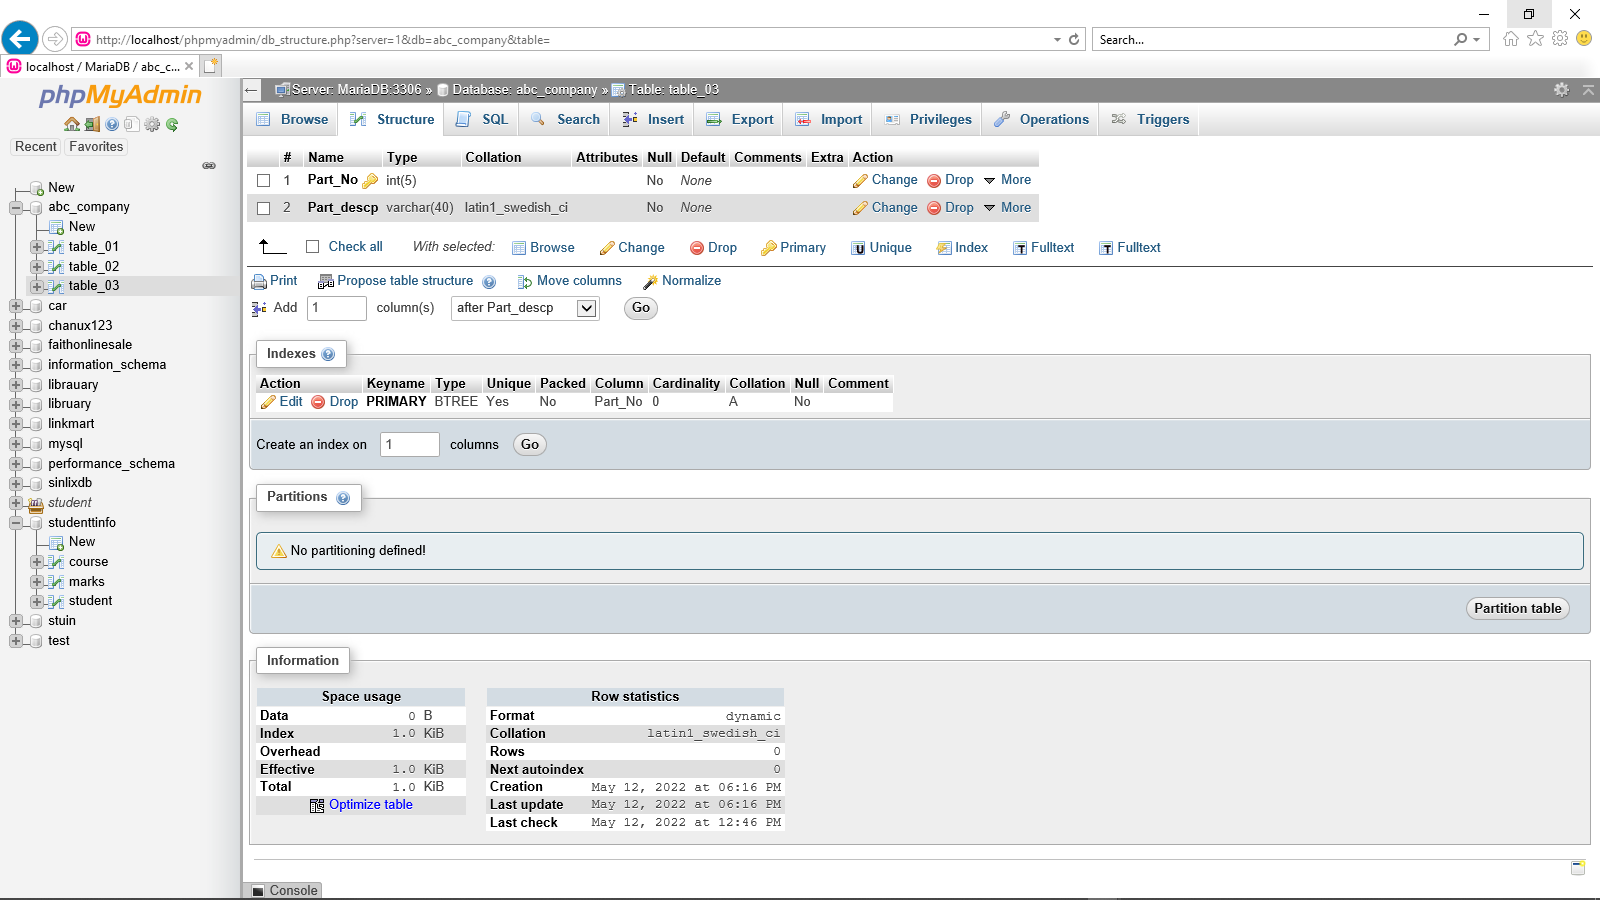 http://localhost/phpmyadmin/db_structure.php?server=1&db=abc_company&table=
Search...
localhost / MariaDB / abc_c...
phpMyAdmin
Recent Favorites
New
abc_company
New
table_01
table_02
table_03
car
chanux123
faithonlinesale
information_schema
librauary
libruary
linkmart
mysql
performance_schema
sinlixdb
student
studenttinfo
New
course
marks
student
stuin
test
Server: MariaDB:3306 » Database: abc_company » Table: table_03
Browse Structure SQL Search Insert Export Import Privileges Operations Triggers
# Name Type Collation Attributes Null Default Comments Extra Action
1 Part_No int(5) No None Change Drop More
2 Part_descp varchar(40) latin1_swedish_ci No None Change Drop More
Check all With selected: Browse Change Drop Primary Unique Index Fulltext Fulltext
Print Propose table structure Move columns Normalize
Add 1 column(s) after Part_descp Go
Indexes
Action Keyname Type Unique Packed Column Cardinality Collation Null Comment
Edit Drop PRIMARY BTREE Yes No Part_No 0 A No
Create an index on 1 columns Go
Partitions
No partitioning defined!
Partition table
Information
Space usage
Data 0 B
Index 1.0 KiB
Overhead
Effective 1.0 KiB
Total 1.0 KiB
Optimize table
Row statistics
Format dynamic
Collation latin1_swedish_ci
Rows 0
Next autoindex 0
Creation May 12, 2022 at 06:16 PM
Last update May 12, 2022 at 06:16 PM
Last check May 12, 2022 at 12:46 PM
Console